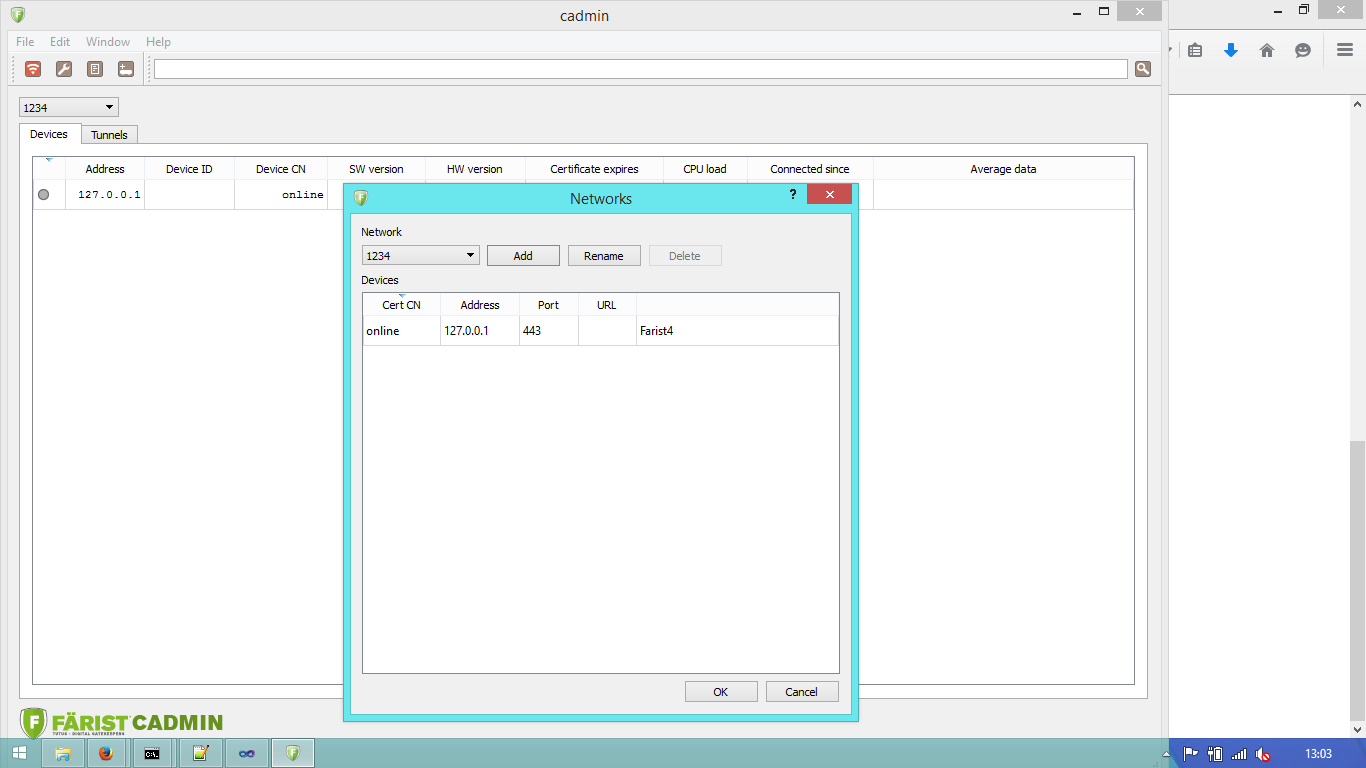 cadmin
File Edit Window Help
1234
Devices Tunnels
Address Device ID Device CN SW version HW version Certificate expires CPU load Connected since Average data
127.0.0.1 online
Networks ?
Network
1234 Add Rename Delete
Devices
Cert CN Address Port URL
online 127.0.0.1 443 Farist4
OK Cancel
F FÄRIST CADMIN
TUTUS - DIGITAL GATEKEEPERS
13:03